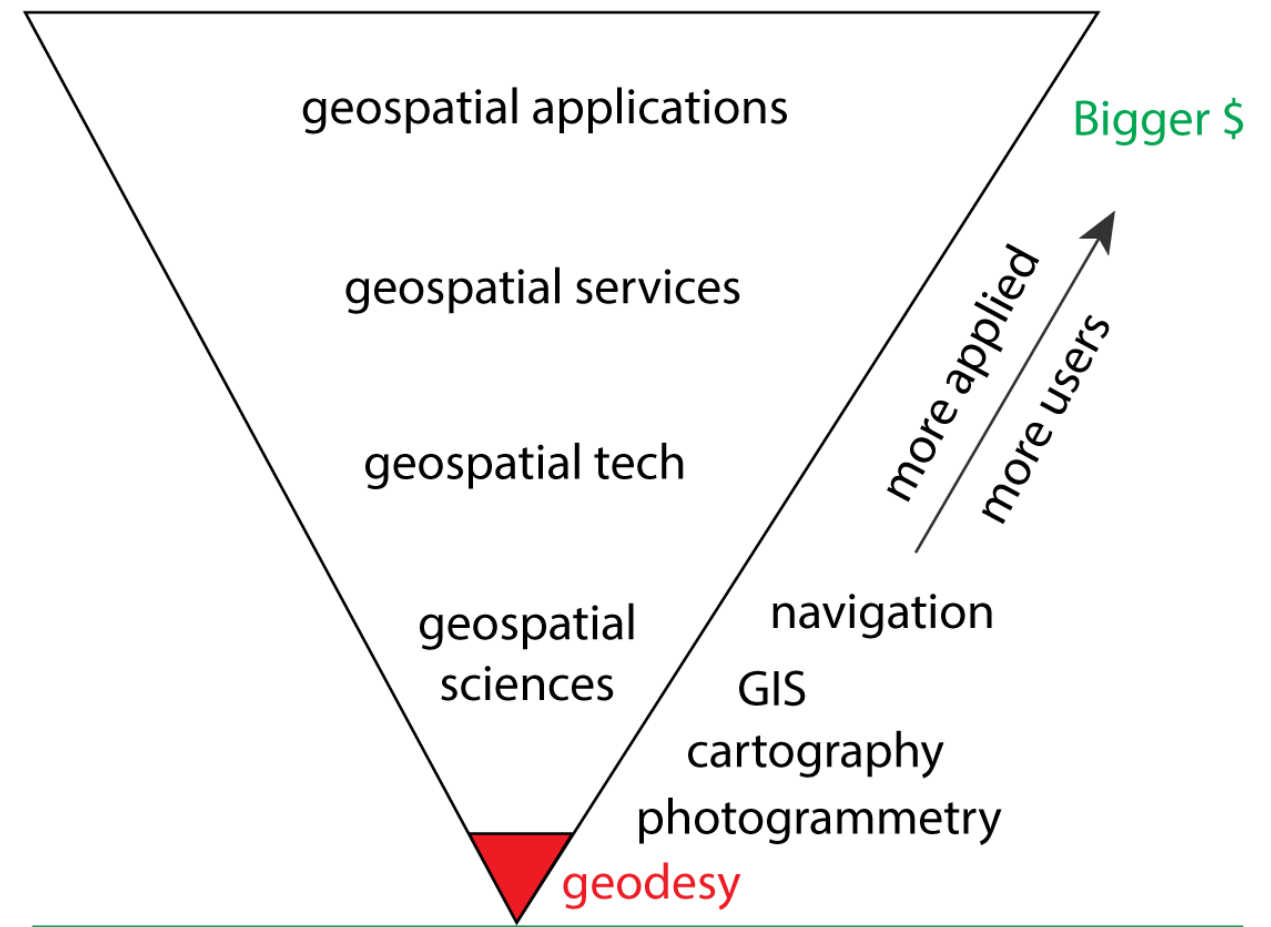 geospatial applications
Bigger $
geospatial services
more applied
more users
geospatial tech
geospatial
sciences
navigation
GIS
cartography
photogrammetry
geodesy